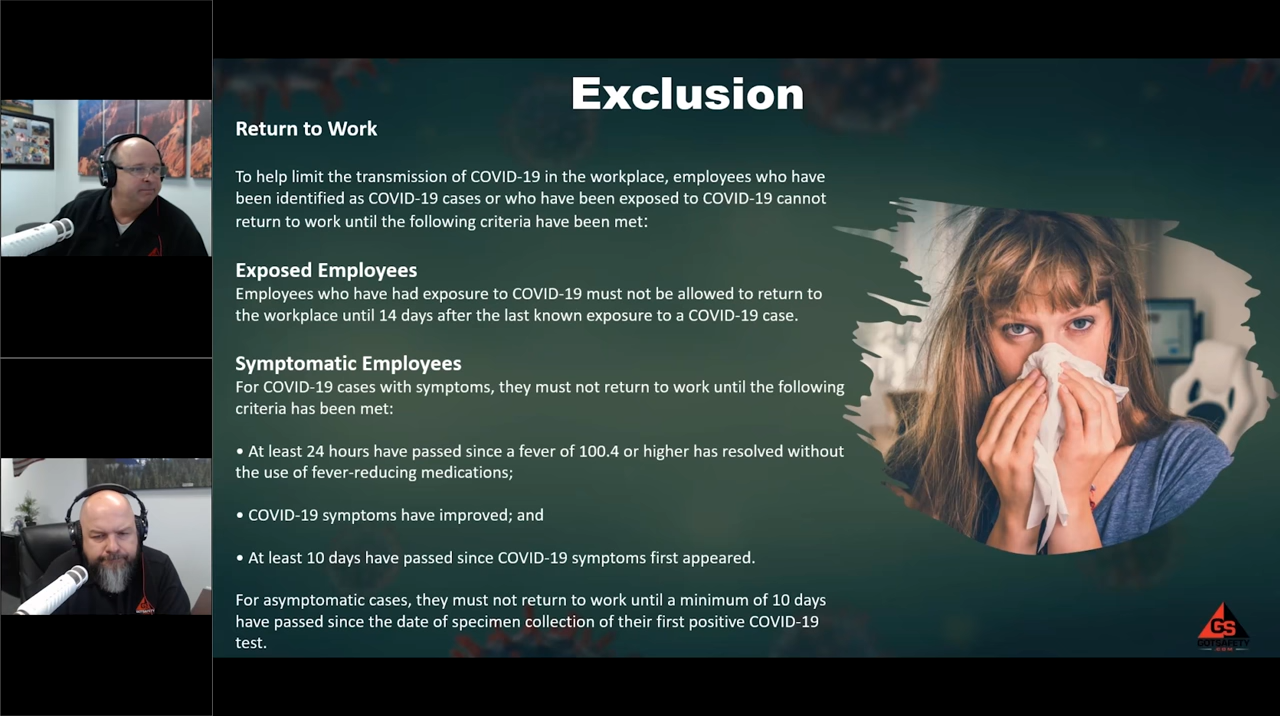 Exclusion
Return to Work
To help limit the transmission of COVID-19 in the workplace, employees who have
been identified as COVID-19 cases or who have been exposed to COVID-19 cannot
return to work until the following criteria have been met:
Exposed Employees
Employees who have had exposure to COVID-19 must not be allowed to return to
the workplace until 14 days after the last known exposure to a COVID-19 case.
Symptomatic Employees
For COVID-19 cases with symptoms, they must not return to work until the following
criteria has been met:
• At least 24 hours have passed since a fever of 100.4 or higher has resolved without
the use of fever-reducing medications;
• COVID-19 symptoms have improved; and
• At least 10 days have passed since COVID-19 symptoms first appeared.
For asymptomatic cases, they must not return to work until a minimum of 10 days
have passed since the date of specimen collection of their first positive COVID-19
test.
GS
GOTSAFETY
.COM